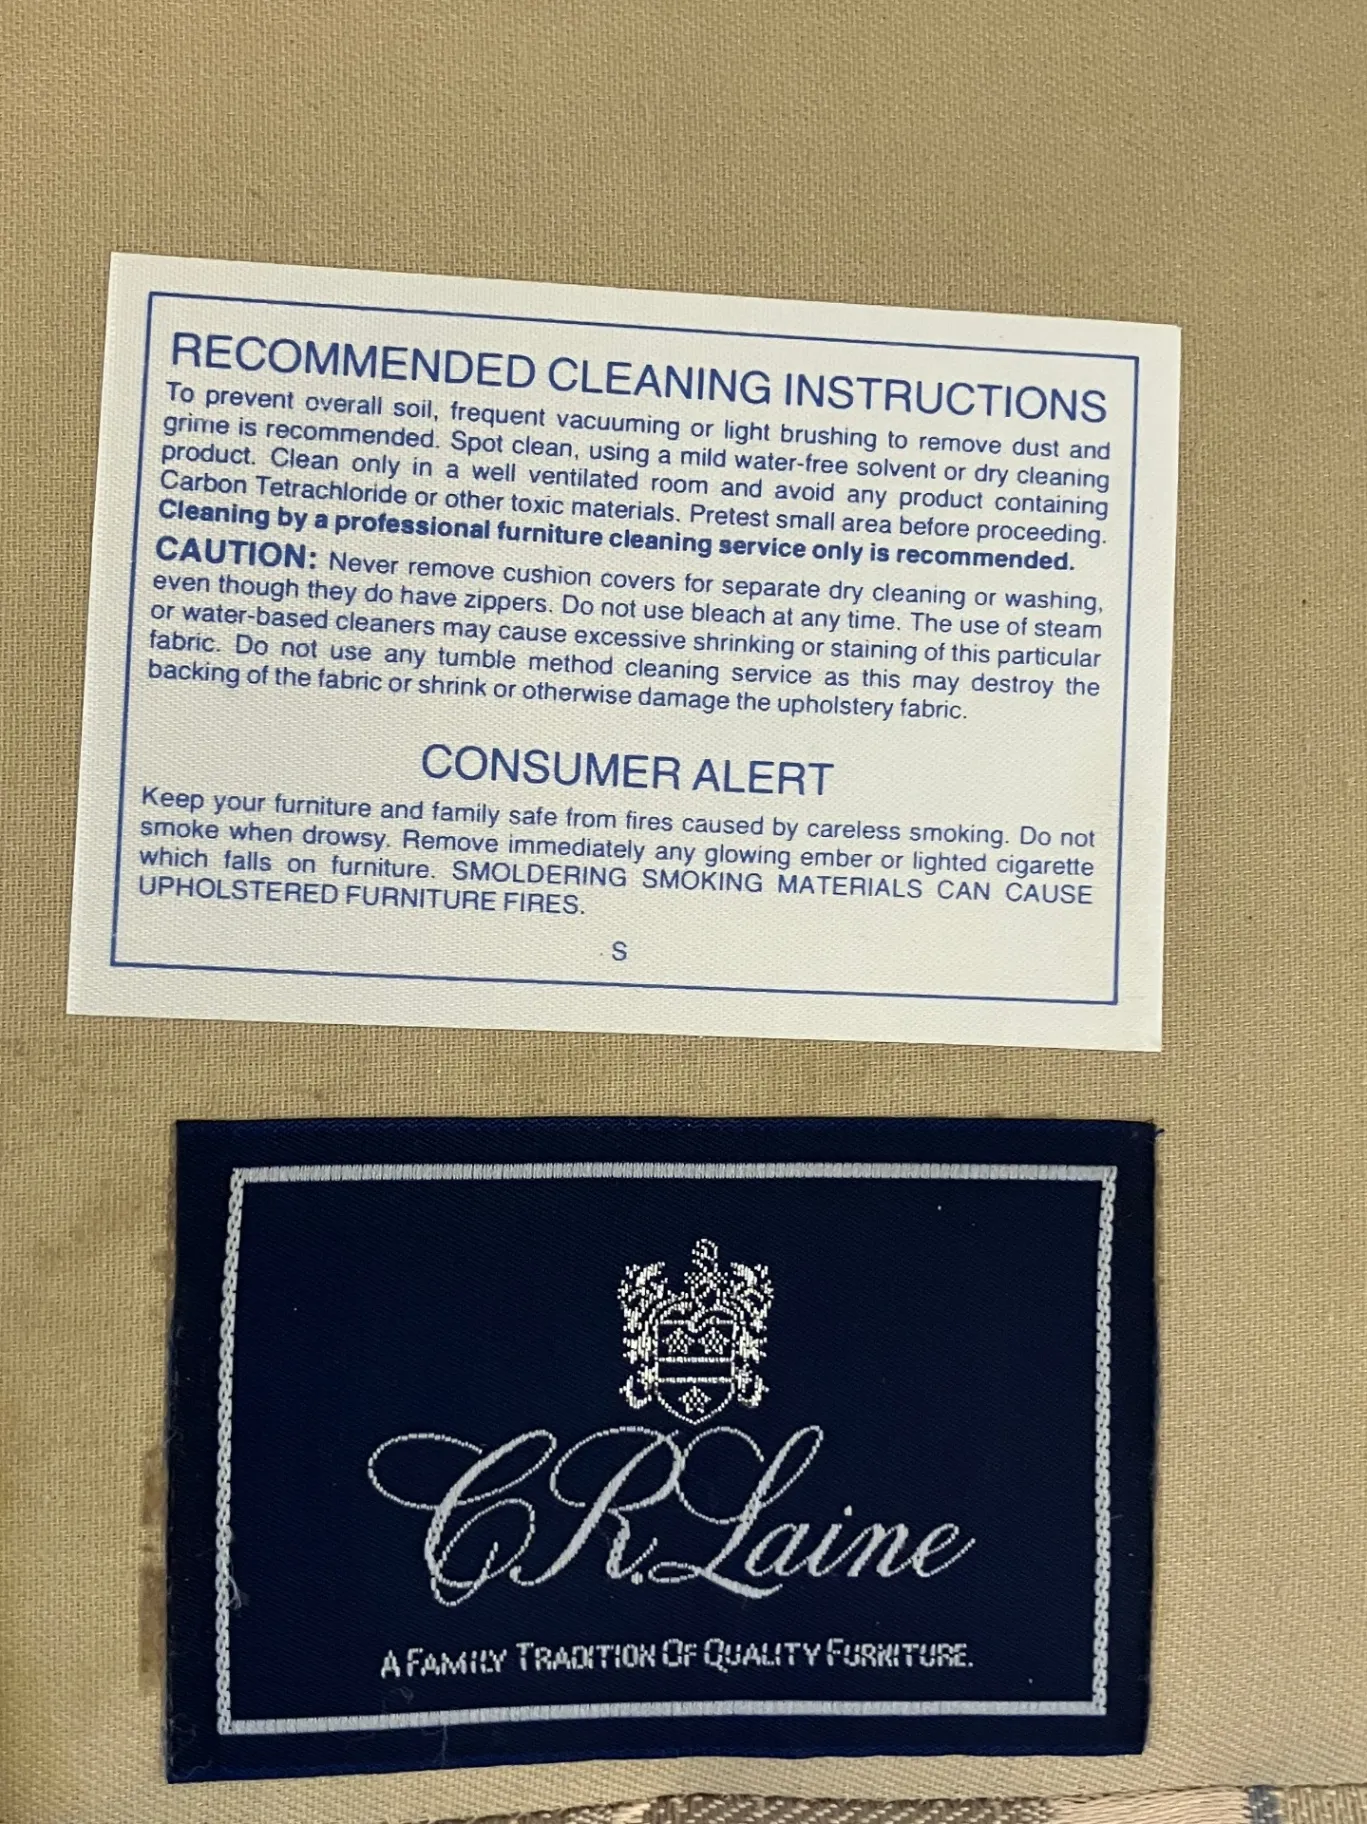 RECOMMENDED CLEANING INSTRUCTIONS
To prevent overall soil, frequent vacuuming or light brushing to remove dust and
grime is recommended. Spot clean, using a mild water-free solvent or dry cleaning
product. Clean only in a well ventilated room and avoid any product containing
Carbon Tetrachloride or other toxic materials. Pretest small area before proceeding.
Cleaning by a professional furniture cleaning service only is recommended.
CAUTION: Never remove cushion covers for separate dry cleaning or washing,
even though they do have zippers. Do not use bleach at any time. The use of steam
or water-based cleaners may cause excessive shrinking or staining of this particular
fabric. Do not use any tumble method cleaning service as this may destroy the
backing of the fabric or shrink or otherwise damage the upholstery fabric.
CONSUMER ALERT
Keep your furniture and family safe from fires caused by careless smoking. Do not
smoke when drowsy. Remove immediately any glowing ember or lighted cigarette
which falls on furniture. SMOLDERING SMOKING MATERIALS CAN CAUSE
UPHOLSTERED FURNITURE FIRES.
S
C.R. Laine
A FAMILY TRADITION OF QUALITY FURNITURE.